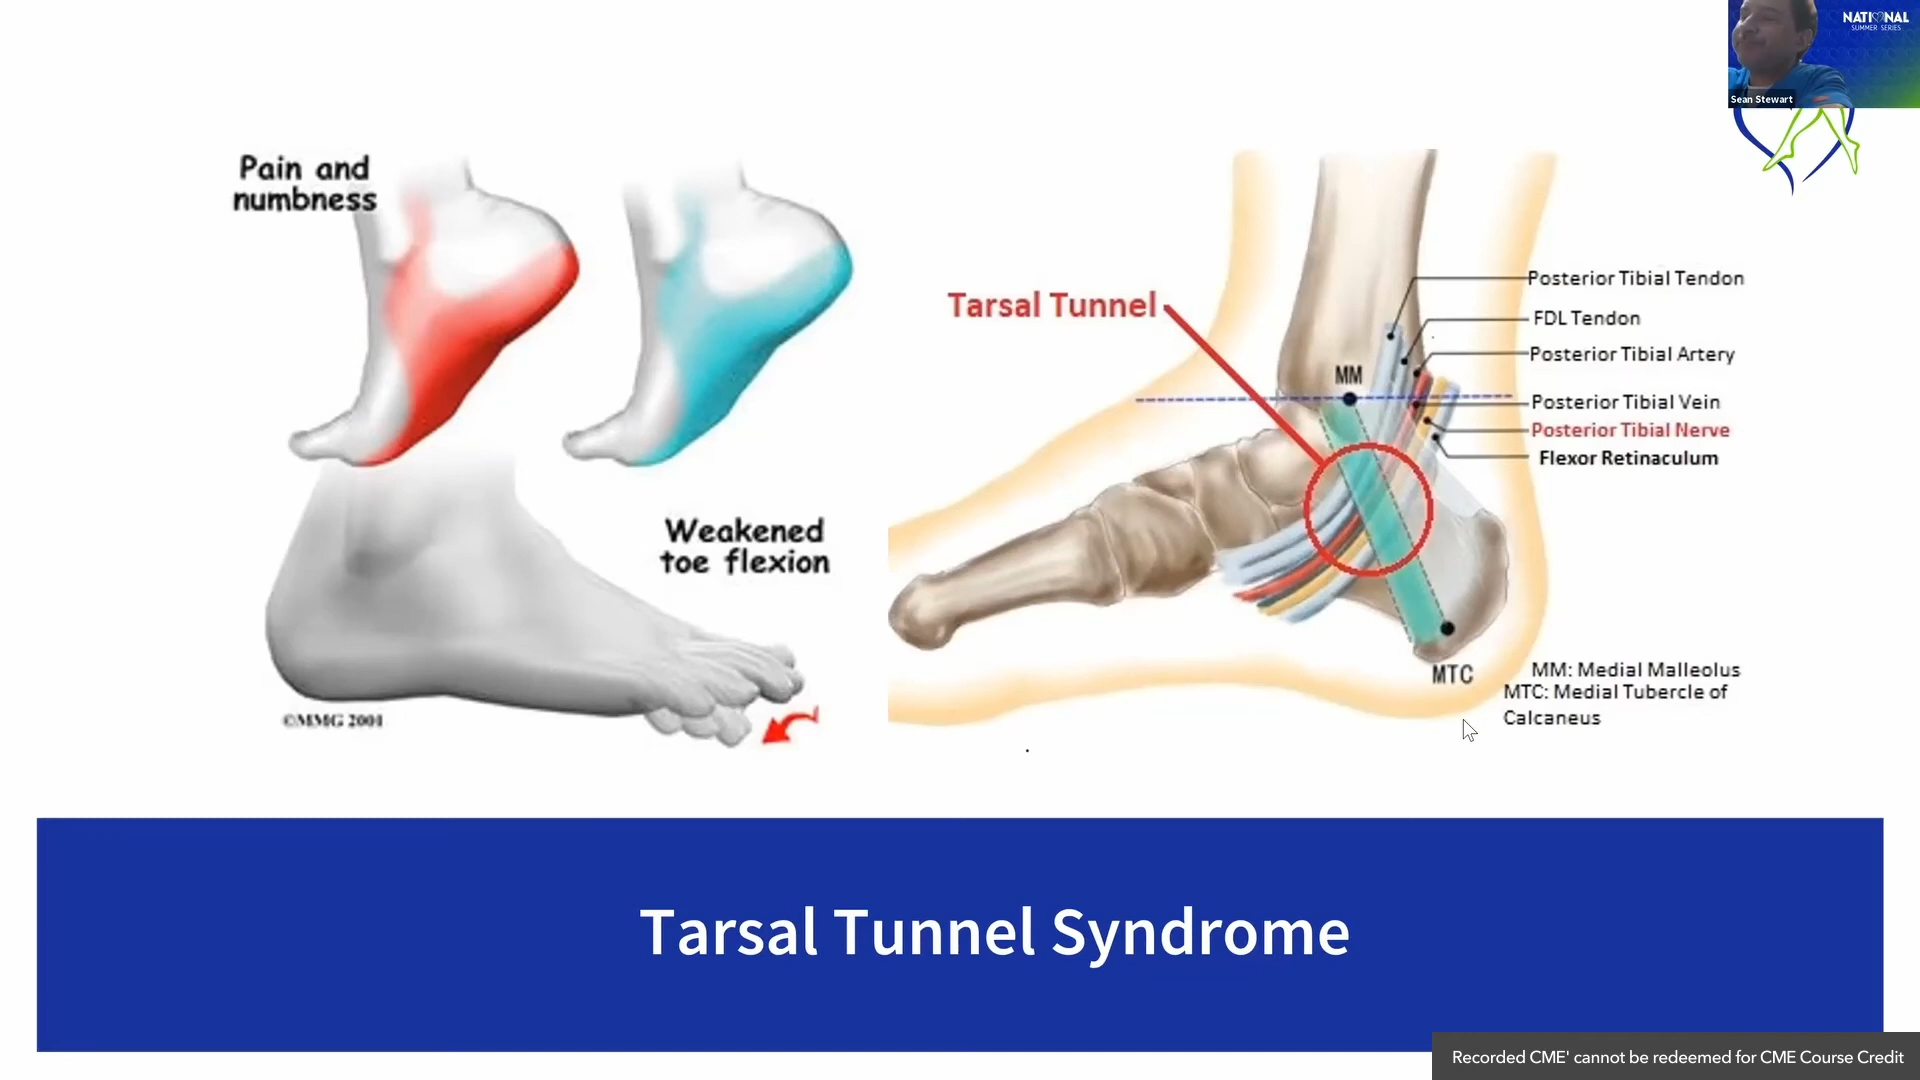 NATIONAL
SUMMER SERIES
Sean Stewart
Pain and
numbness
Weakened
toe flexion
©MMG 2001
Tarsal Tunnel
MM
Posterior Tibial Tendon
FDL Tendon
Posterior Tibial Artery
Posterior Tibial Vein
Posterior Tibial Nerve
Flexor Retinaculum
MTC
MM: Medial Malleolus
MTC: Medial Tubercle of
Calcaneus
Tarsal Tunnel Syndrome
Recorded CME' cannot be redeemed for CME Course Credit